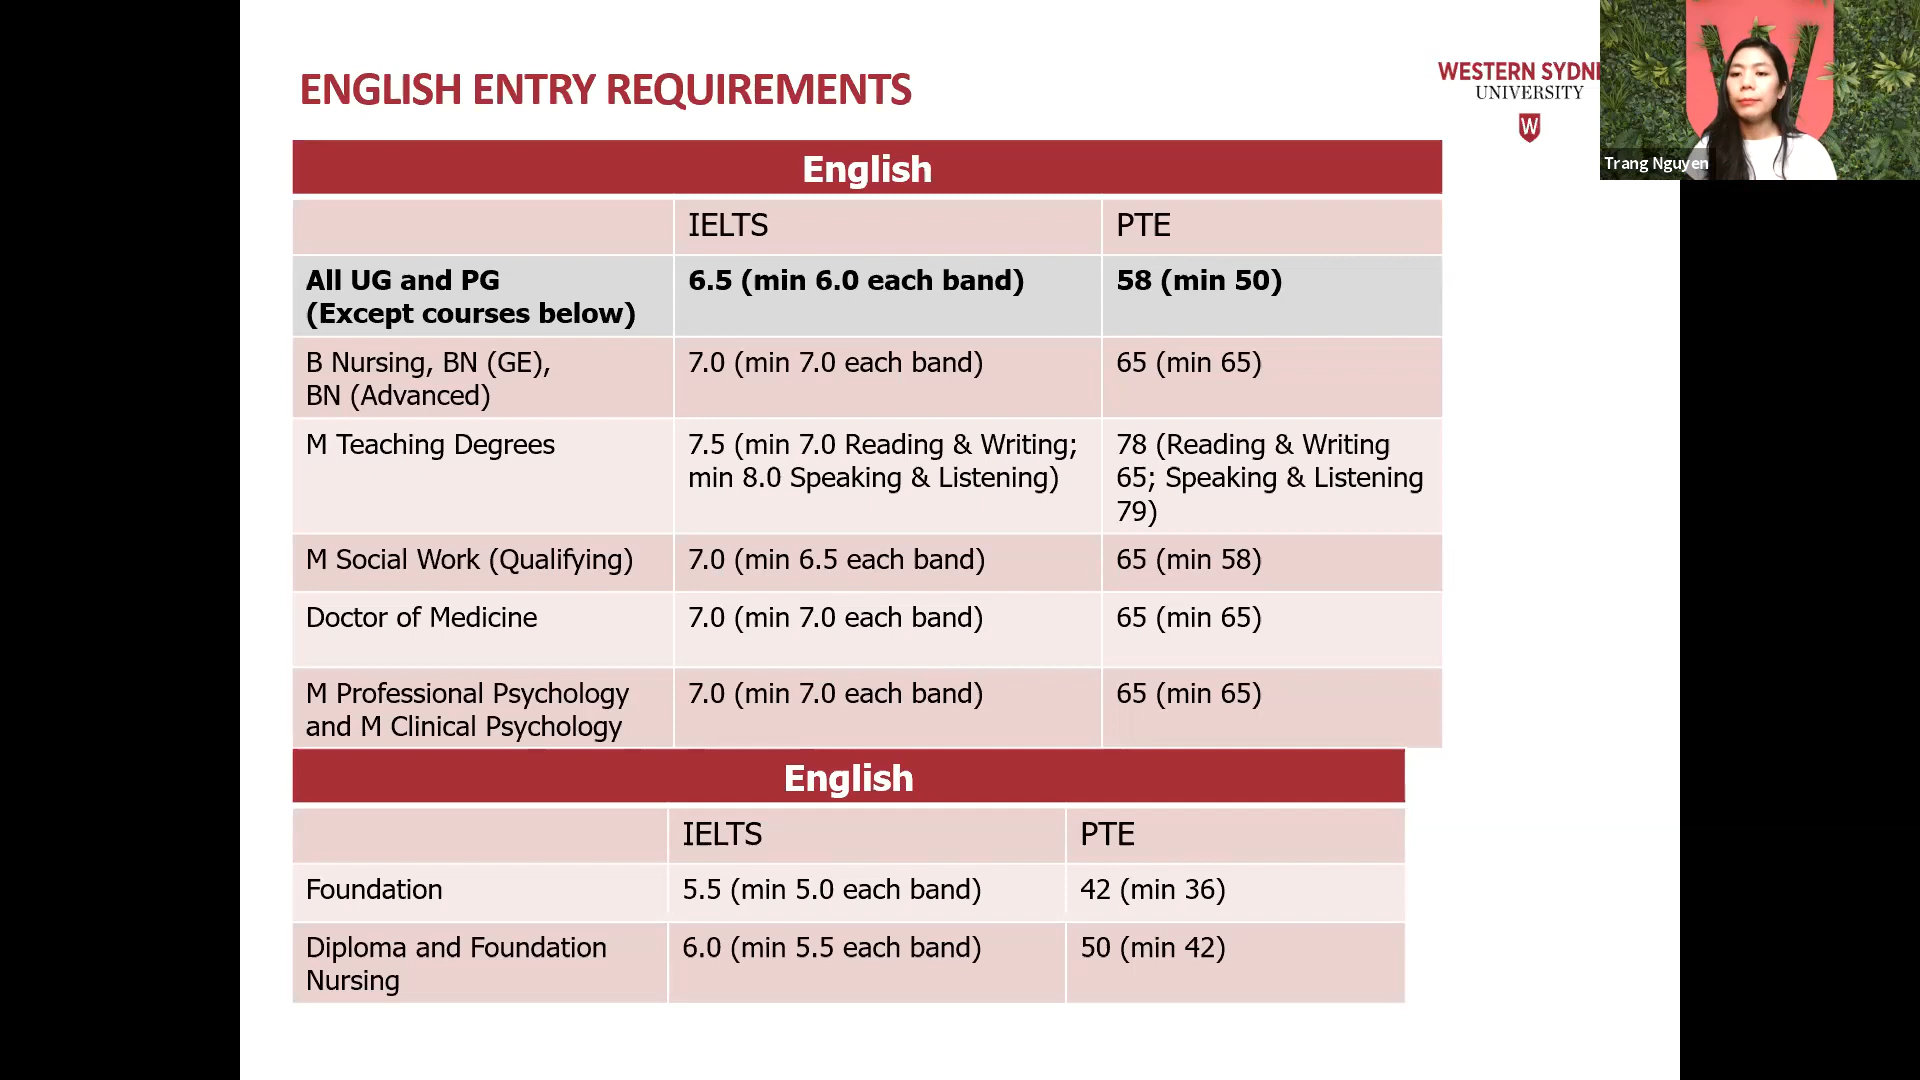 ENGLISH ENTRY REQUIREMENTS
WESTERN SYDNE
UNIVERSITY
W
Trang Nguyen
English
IELTS PTE
All UG and PG 6.5 (min 6.0 each band) 58 (min 50)
(Except courses below)
B Nursing, BN (GE), 7.0 (min 7.0 each band) 65 (min 65)
BN (Advanced)
M Teaching Degrees 7.5 (min 7.0 Reading & Writing; 78 (Reading & Writing
min 8.0 Speaking & Listening) 65; Speaking & Listening
79)
M Social Work (Qualifying) 7.0 (min 6.5 each band) 65 (min 58)
Doctor of Medicine 7.0 (min 7.0 each band) 65 (min 65)
M Professional Psychology 7.0 (min 7.0 each band) 65 (min 65)
and M Clinical Psychology
English
IELTS PTE
Foundation 5.5 (min 5.0 each band) 42 (min 36)
Diploma and Foundation 6.0 (min 5.5 each band) 50 (min 42)
Nursing